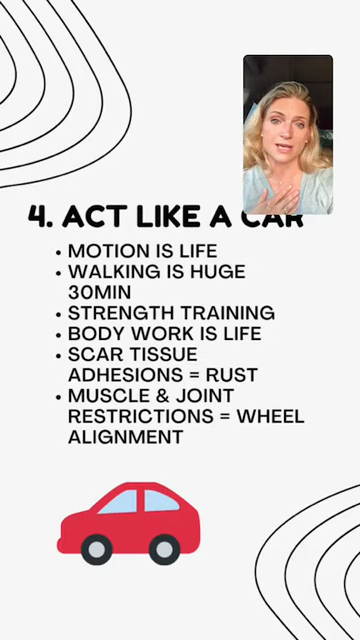 4. ACT LIKE A CAR
• MOTION IS LIFE
• WALKING IS HUGE
30MIN
• STRENGTH TRAINING
• BODY WORK IS LIFE
• SCAR TISSUE
ADHESIONS = RUST
• MUSCLE & JOINT
RESTRICTIONS = WHEEL
ALIGNMENT